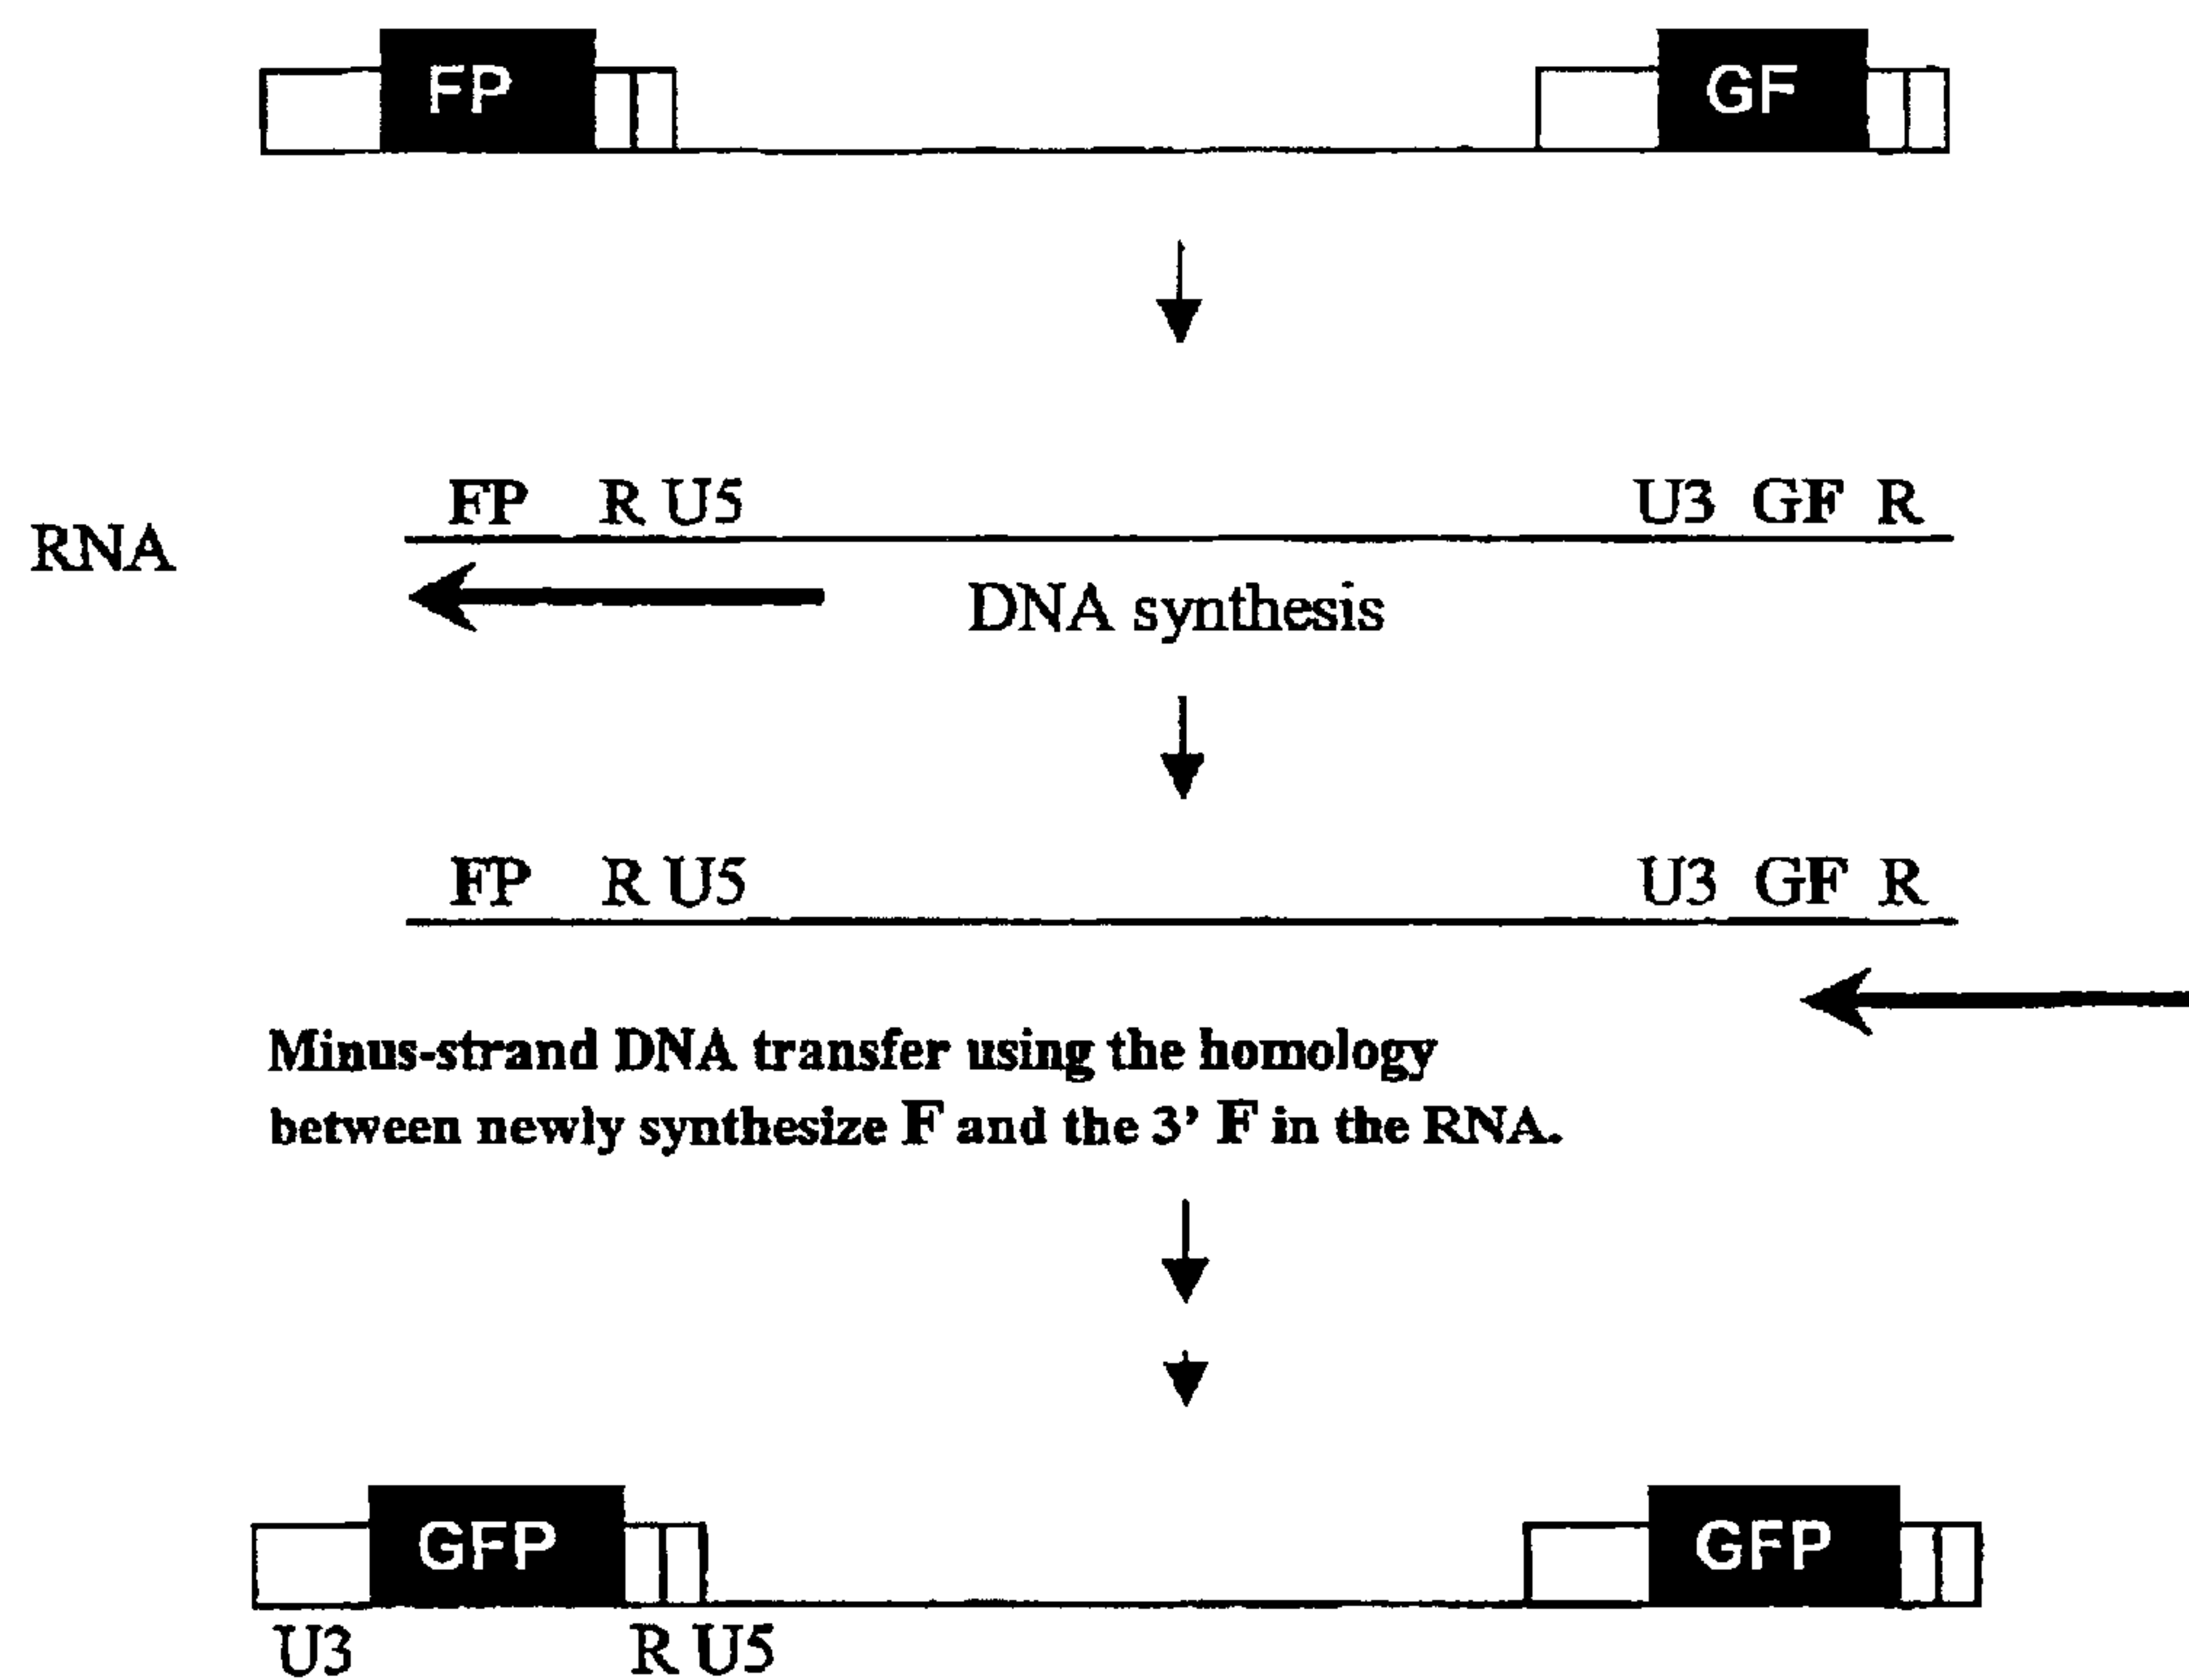 FP GF
FP R U5 U3 GF R
RNA
DNA synthesis
FP R U5 U3 GF R
Minus-strand DNA transfer using the homology
between newly synthesize F and the 3’ F in the RNA.
GFP GFP
U3 R U5